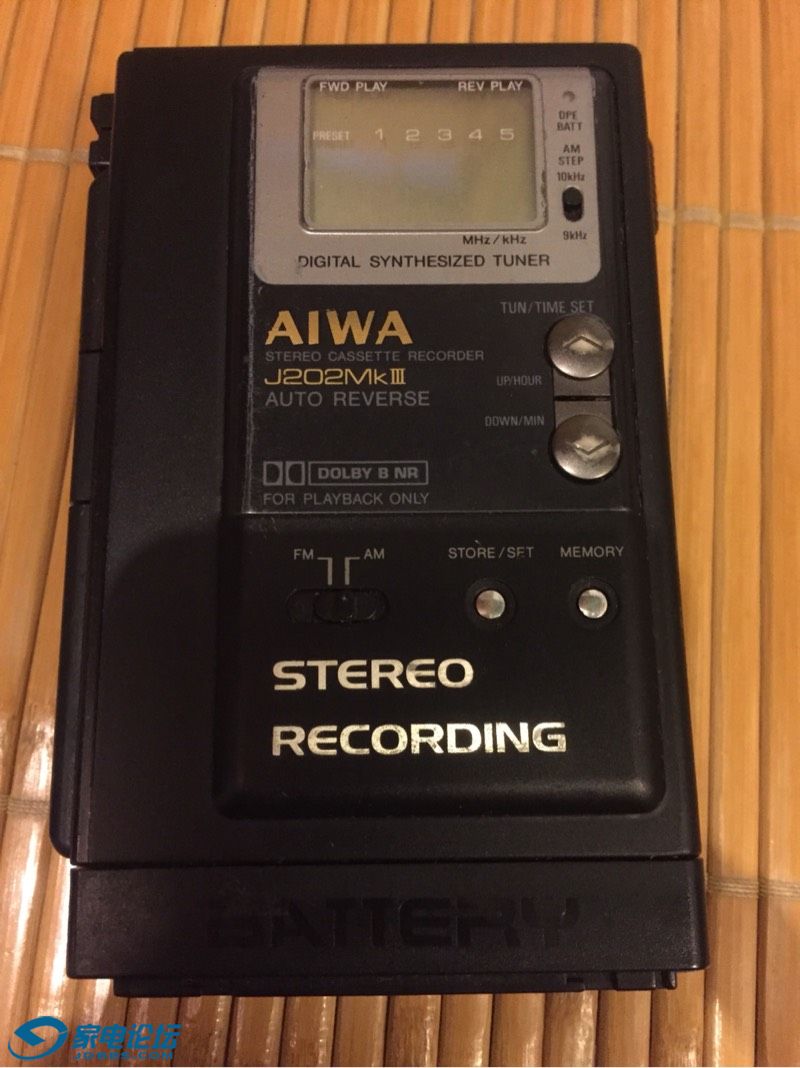 FWD PLAY REV PLAY
PRESET 1 2 3 4 5
MHz/kHz
DIGITAL SYNTHESIZED TUNER
OPE
BATT
AM
STEP
10kHz
9kHz
TUN/TIME SET
AIWA
STEREO CASSETTE RECORDER
J202MkIII
AUTO REVERSE
UP/HOUR
DOWN/MIN
DOLBY B NR
FOR PLAYBACK ONLY
FM AM
STORE/SET MEMORY
STEREO
RECORDING
BATTERY
家电论坛
JDBBS.COM